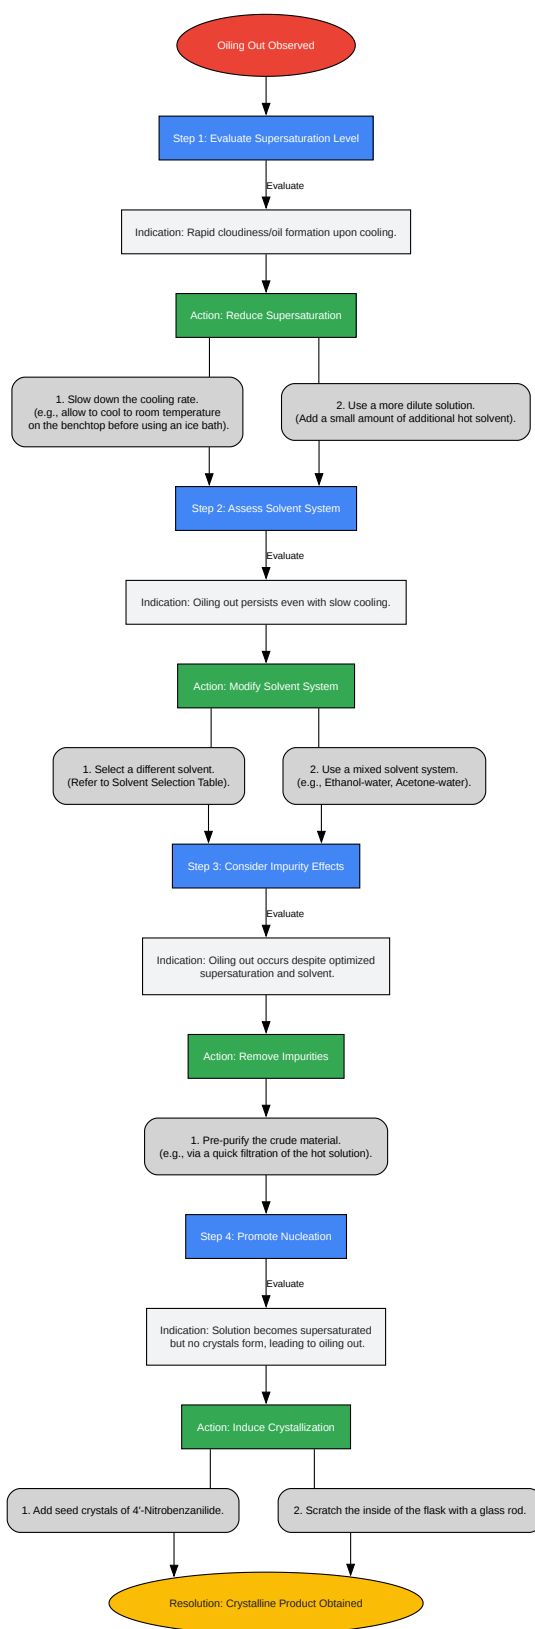 Oiling Out Observed
Step 1: Evaluate Supersaturation Level
Evaluate
Indication: Rapid cloudiness/oil formation upon cooling.
Action: Reduce Supersaturation
1. Slow down the cooling rate.
(e.g., allow to cool to room temperature
on the benchtop before using an ice bath).
2. Use a more dilute solution.
(Add a small amount of additional hot solvent).
Step 2: Assess Solvent System
Evaluate
Indication: Oiling out persists even with slow cooling.
Action: Modify Solvent System
1. Select a different solvent.
(Refer to Solvent Selection Table).
2. Use a mixed solvent system.
(e.g., Ethanol-water, Acetone-water).
Step 3: Consider Impurity Effects
Evaluate
Indication: Oiling out occurs despite optimized
supersaturation and solvent.
Action: Remove Impurities
1. Pre-purify the crude material.
(e.g., via a quick filtration of the hot solution).
Step 4: Promote Nucleation
Evaluate
Indication: Solution becomes supersaturated
but no crystals form, leading to oiling out.
Action: Induce Crystallization
1. Add seed crystals of 4'-Nitrobenzanilide.
2. Scratch the inside of the flask with a glass rod.
Resolution: Crystalline Product Obtained